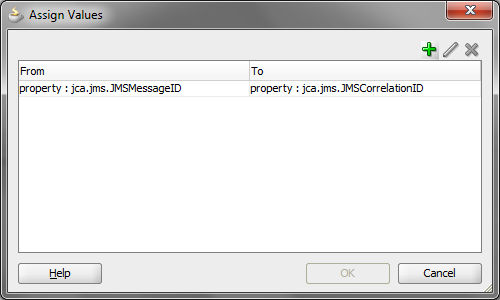 Assign Values
From To
property : jca.jms.JMSMessageID property : jca.jms.JMSCorrelationID
Help OK Cancel